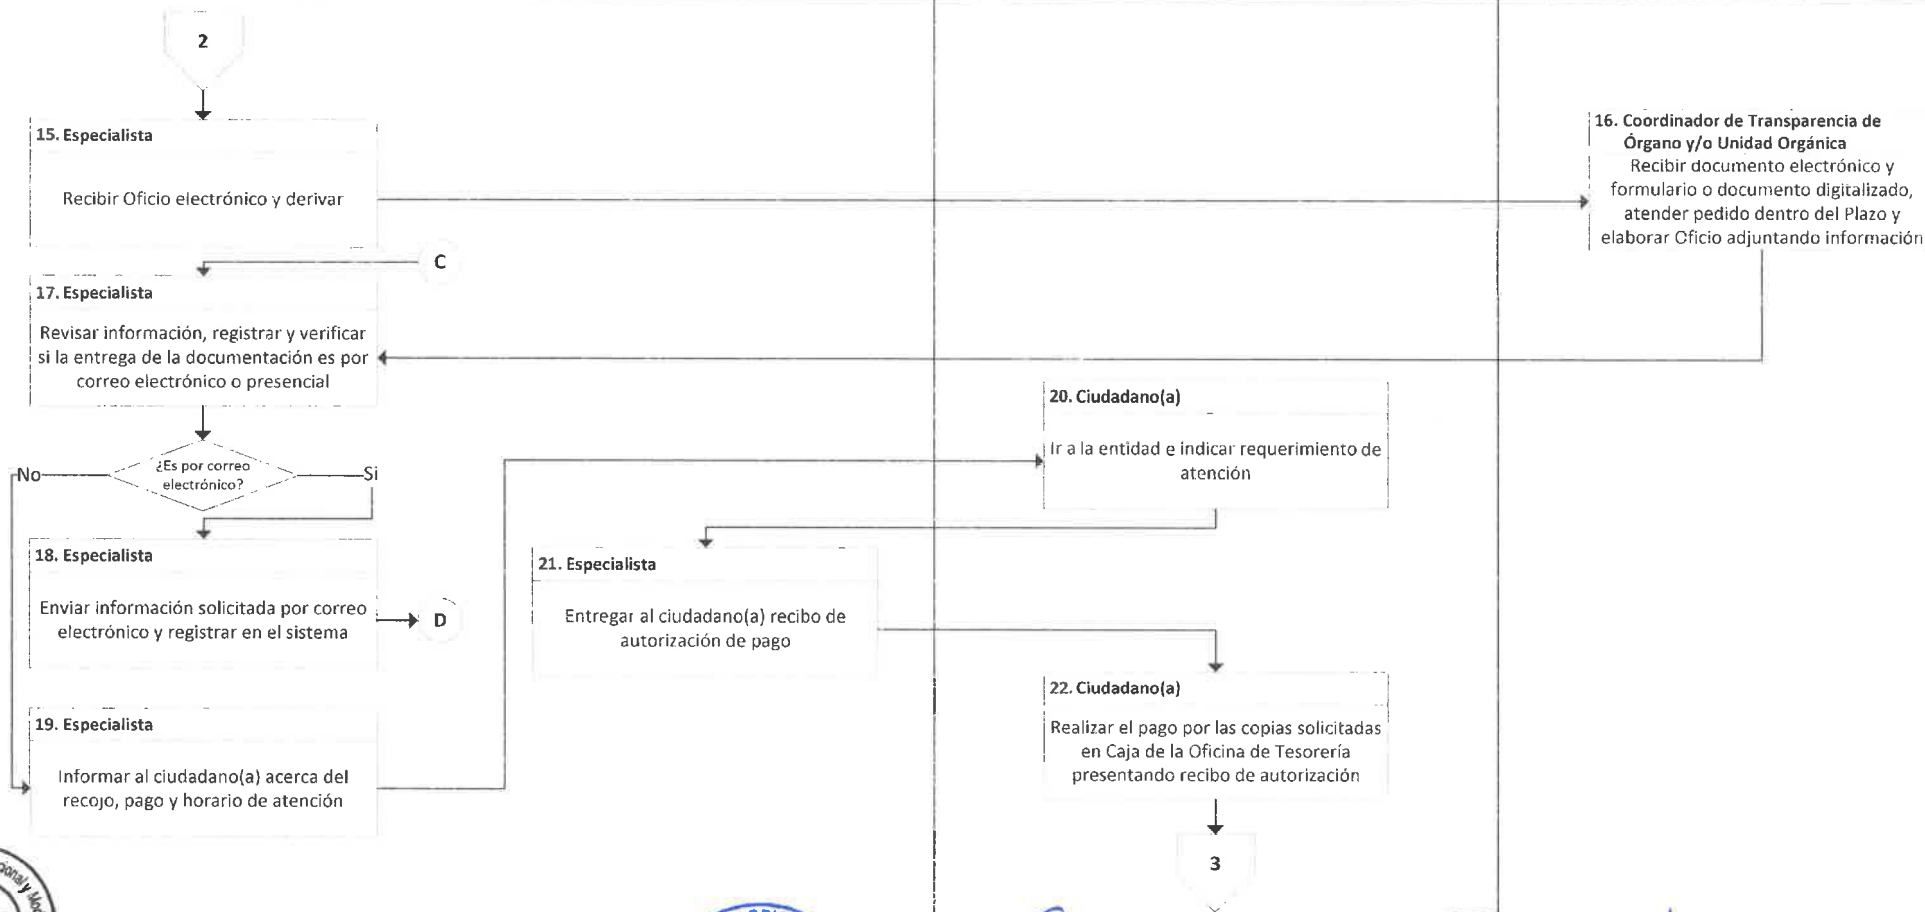 2
15. Especialista
Recibir Oficio electrónico y derivar
16. Coordinador de Transparencia de
Órgano y/o Unidad Orgánica
Recibir documento electrónico y
formulario o documento digitalizado,
atender pedido dentro del Plazo y
elaborar Oficio adjuntando información
C
17. Especialista
Revisar información, registrar y verificar
si la entrega de la documentación es por
correo electrónico o presencial
¿Es por correo
electrónico?
No
Si
18. Especialista
Enviar información solicitada por correo
electrónico y registrar en el sistema
D
19. Especialista
Informar al ciudadano(a) acerca del
recojo, pago y horario de atención
20. Ciudadano(a)
Ir a la entidad e indicar requerimiento de
atención
21. Especialista
Entregar al ciudadano(a) recibo de
autorización de pago
22. Ciudadano(a)
Realizar el pago por las copias solicitadas
en Caja de la Oficina de Tesorería
presentando recibo de autorización
3